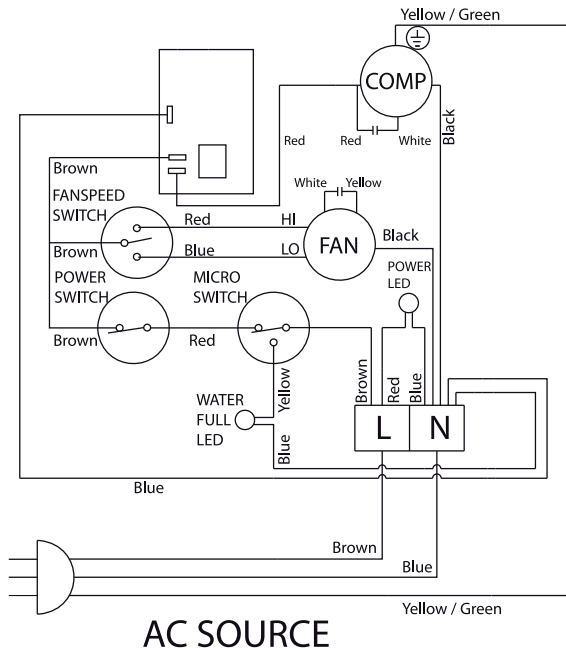 Yellow / Green
COMP
Red
Red
White
Black
Brown
FANSPEED
SWITCH
White
Yellow
Red
HI
FAN
Black
Brown
Blue
LO
POWER
SWITCH
MICRO
SWITCH
POWER
LED
Brown
Red
Yellow
Brown
Red
Blue
WATER
FULL
LED
L
N
Blue
Blue
Brown
Blue
Yellow / Green
AC SOURCE